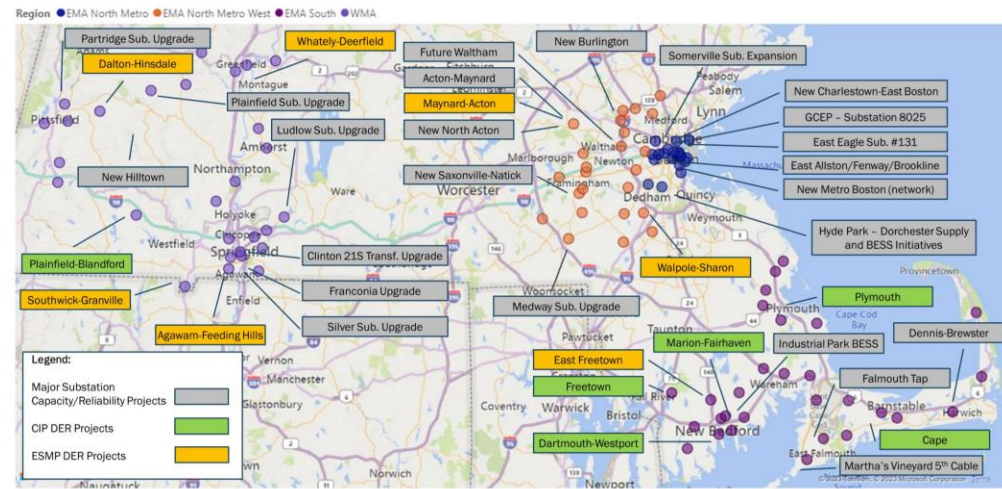 Region EMA North Metro EMA North Metro West EMA South WMA
Partridge Sub. Upgrade
Dalton-Hinsdale
Whately-Deerfield
Plainfield Sub. Upgrade
Ludlow Sub. Upgrade
New Hilltown
Plainfield-Blandford
Southwick-Granville
Agawam-Feeding Hills
Clinton 21S Transf. Upgrade
Franconia Upgrade
Silver Sub. Upgrade
Future Waltham
Acton-Maynard
Maynard-Acton
New North Acton
New Saxonville-Natick
New Burlington
Somerville Sub. Expansion
New Charlestown-East Boston
GCEP – Substation 8025
East Eagle Sub. #131
East Allston/Fenway/Brookline
New Metro Boston (network)
Hyde Park – Dorchester Supply
and BESS Initiatives
Walpole-Sharon
Medway Sub. Upgrade
Plymouth
Marion-Fairhaven
Industrial Park BESS
Dennis-Brewster
East Freetown
Freetown
Falmouth Tap
Dartmouth-Westport
Cape
Martha's Vineyard 5th Cable
Legend:
Major Substation
Capacity/Reliability Projects
CIP DER Projects
ESMP DER Projects
Adams
Greenfield
Montague
Pittsfield
Amherst
Northampton
Ware
Holyoke
Chicopee
Westfield
Springfield
Agawam
Enfield
Vernon
Manchester
Glastonbury
Norwich
Naugatuck
Fitchburg
Leominster
Marlborough
Worcester
Framingham
Waltham
Newton
Medford
Cambridge
Peabody
Salem
Lynn
Dedham
Quincy
Weymouth
Woonsocket
Pawtucket
Taunton
Coventry
Warwick
Bristol
Fall River
Newport
New Bedford
Wareham
Plymouth
Cape Cod
Bay
Provincetown
Barnstable
Harwich
East Falmouth
© 2023 TomTom, © 2023 Microsoft Corporation